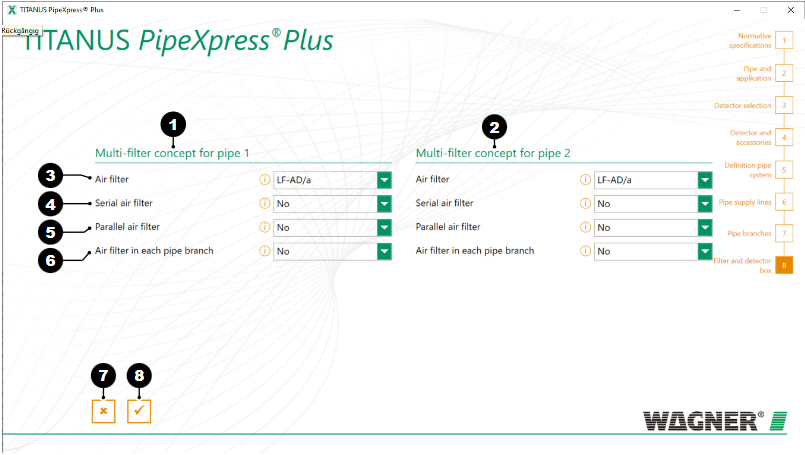 TITANUS PipeXpress® Plus
Rückgängig
TITANUS PipeXpress® Plus
Normative specifications 1
Pipe and application 2
Detector selection 3
Detector and accessories 4
Definition pipe system 5
Pipe supply lines 6
Pipe branches 7
Filter and detector box 8
1
2
Multi-filter concept for pipe 1
Multi-filter concept for pipe 2
3 Air filter LF-AD/a
Air filter LF-AD/a
4 Serial air filter No
Serial air filter No
5 Parallel air filter No
Parallel air filter No
6 Air filter in each pipe branch No
Air filter in each pipe branch No
7 8
WAGNER®